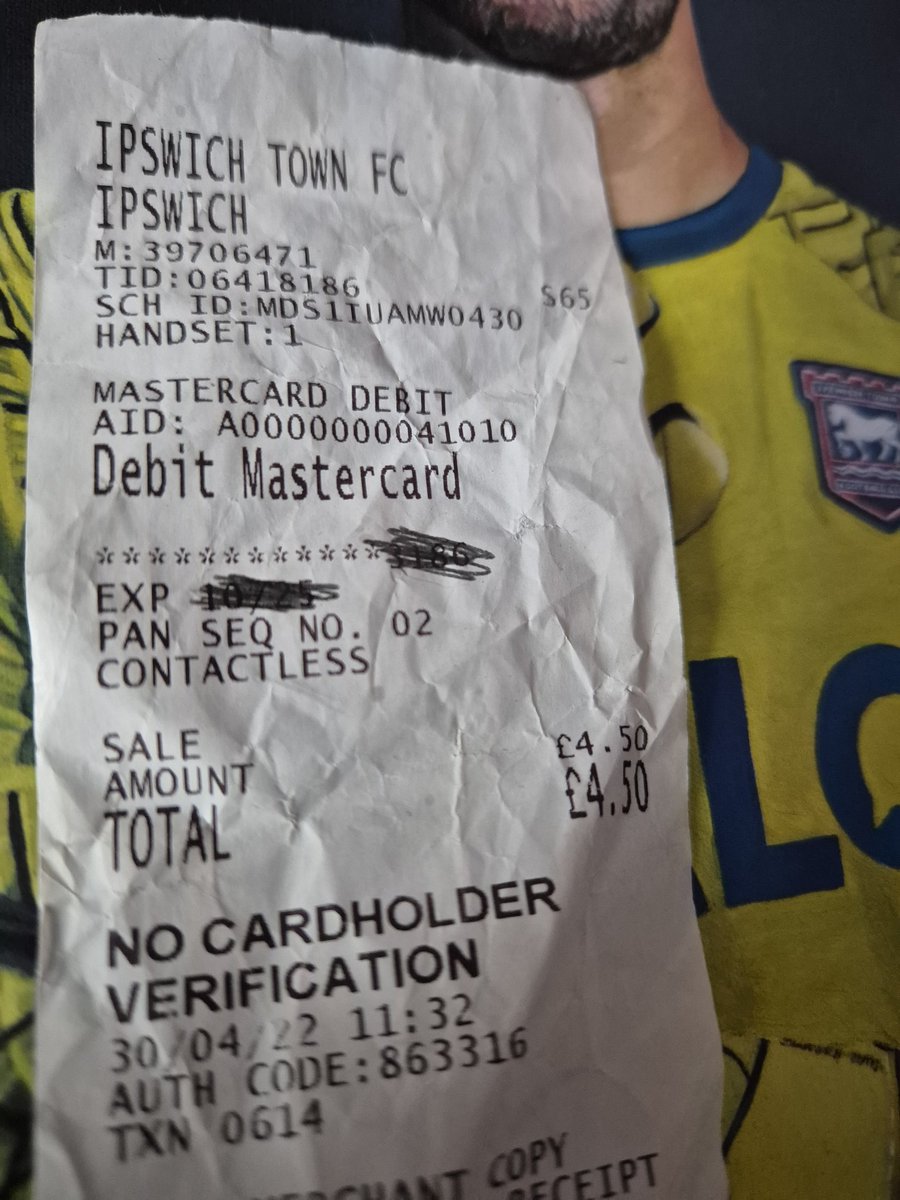 IPSWICH TOWN FC
IPSWICH
M:39706471
TID:06418186 S65
SCH ID:MDS1IUAMW0430
HANDSET:1
MASTERCARD DEBIT
AID: A0000000041010
Debit Mastercard
***********
EXP
PAN SEQ NO. 02
CONTACTLESS
SALE
AMOUNT £4.50
TOTAL £4.50
NO CARDHOLDER
VERIFICATION
30/04/22 11:32
AUTH CODE:863316
TXN 0614
MERCHANT COPY
RECEIPT
LO